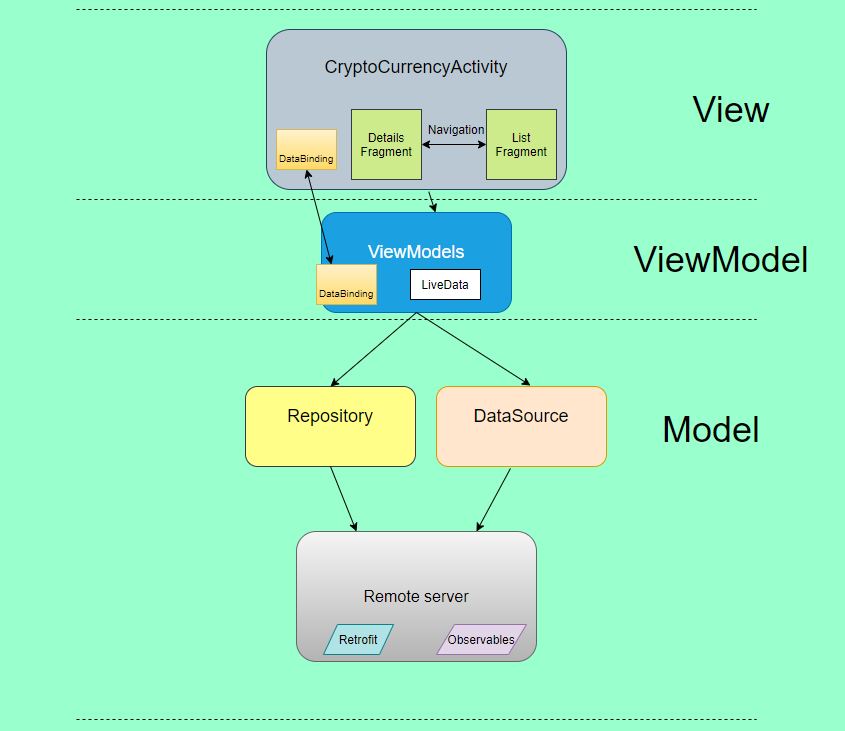 CryptoCurrencyActivity
View
Navigation
Details
Fragment
List
Fragment
DataBinding
ViewModels
ViewModel
LiveData
DataBinding
Repository
DataSource
Model
Remote server
Retrofit
Observables